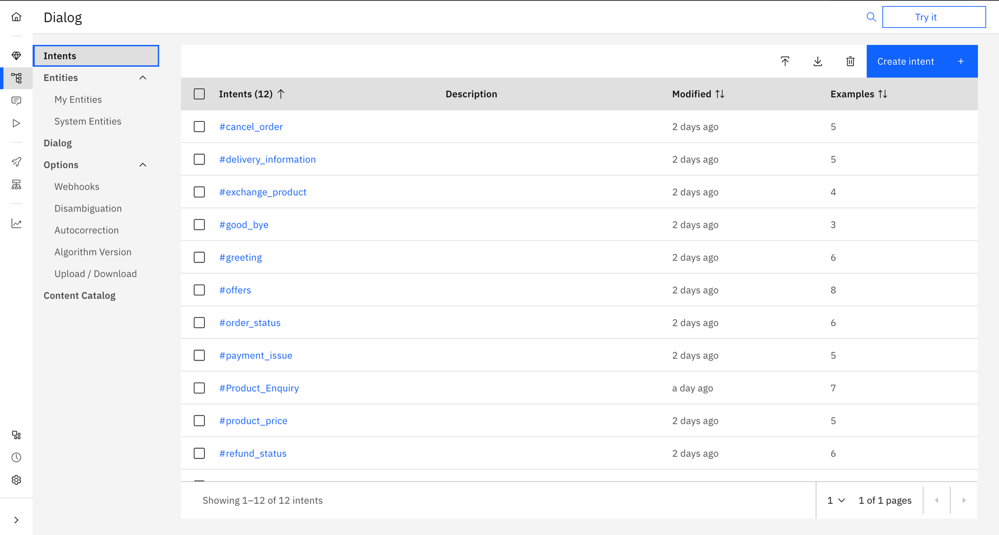 Dialog
Try it
Intents
Entities
My Entities
System Entities
Dialog
Options
Webhooks
Disambiguation
Autocorrection
Algorithm Version
Upload / Download
Content Catalog
Create intent +
Intents (12) Description Modified Examples
#cancel_order 2 days ago 5
#delivery_information 2 days ago 5
#exchange_product 2 days ago 4
#good_bye 2 days ago 3
#greeting 2 days ago 6
#offers 2 days ago 8
#order_status 2 days ago 6
#payment_issue 2 days ago 5
#Product_Enquiry a day ago 7
#product_price 2 days ago 5
#refund_status 2 days ago 6
Showing 1–12 of 12 intents 1 1 of 1 pages